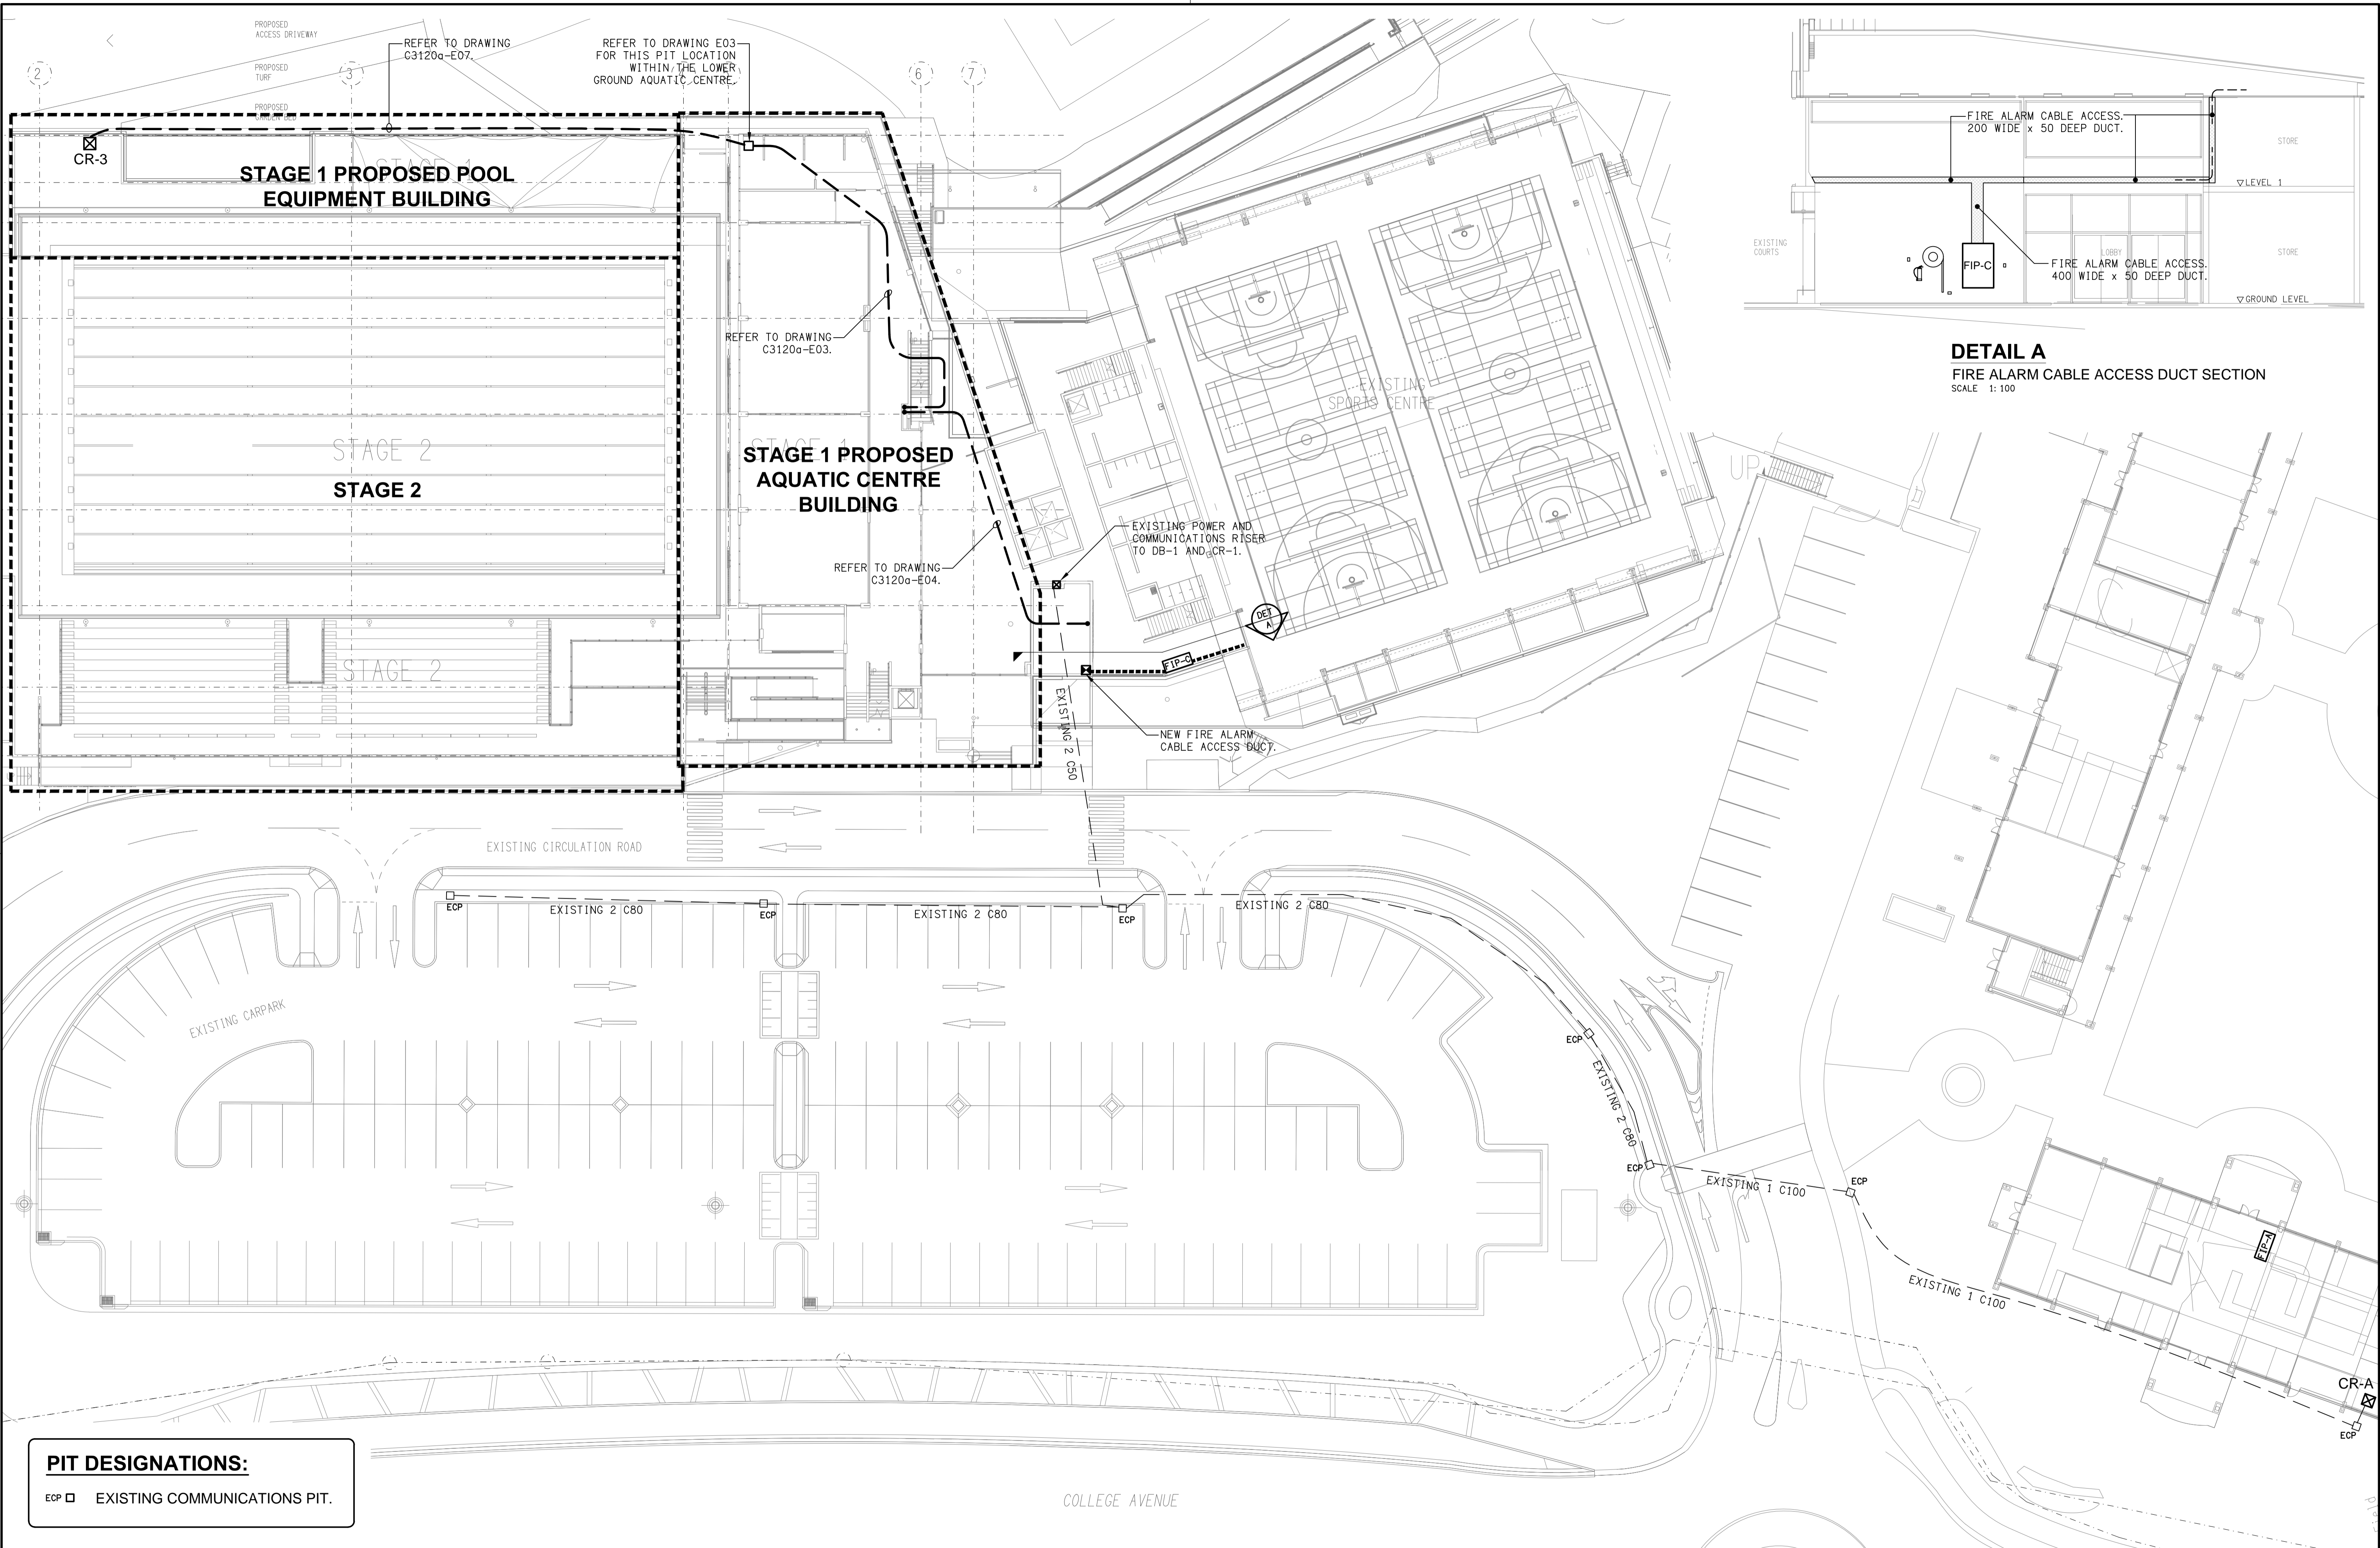 PROPOSED
ACCESS DRIVEWAY
REFER TO DRAWING
C3120a-E07.
REFER TO DRAWING E03
FOR THIS PIT LOCATION
WITHIN THE LOWER
GROUND AQUATIC CENTRE.
PROPOSED
TURF
2
3
6
7
PROPOSED
GARDEN BED
CR-3
STAGE 1
STAGE 1 PROPOSED POOL
EQUIPMENT BUILDING
REFER TO DRAWING
C3120a-E03.
STAGE 2
STAGE 2
STAGE 1
STAGE 1 PROPOSED
AQUATIC CENTRE
BUILDING
EXISTING
SPORTS CENTRE
REFER TO DRAWING
C3120a-E04.
EXISTING POWER AND
COMMUNICATIONS RISER
TO DB-1 AND CR-1.
DET
A
FIP-C
STAGE 2
EXISTING 2 C50
NEW FIRE ALARM
CABLE ACCESS DUCT.
FIRE ALARM CABLE ACCESS.
200 WIDE x 50 DEEP DUCT.
STORE
LEVEL 1
EXISTING
COURTS
LOBBY
STORE
FIP-C
FIRE ALARM CABLE ACCESS.
400 WIDE x 50 DEEP DUCT.
GROUND LEVEL
DETAIL A
FIRE ALARM CABLE ACCESS DUCT SECTION
SCALE 1: 100
UP
EXISTING CIRCULATION ROAD
ECP
EXISTING 2 C80
ECP
EXISTING 2 C80
ECP
EXISTING 2 C80
EXISTING CARPARK
ECP
EXISTING 2 C80
ECP
EXISTING 1 C100
ECP
EXISTING 1 C100
FIP-A
CR-A
ECP
PIT DESIGNATIONS:
ECP EXISTING COMMUNICATIONS PIT.
COLLEGE AVENUE